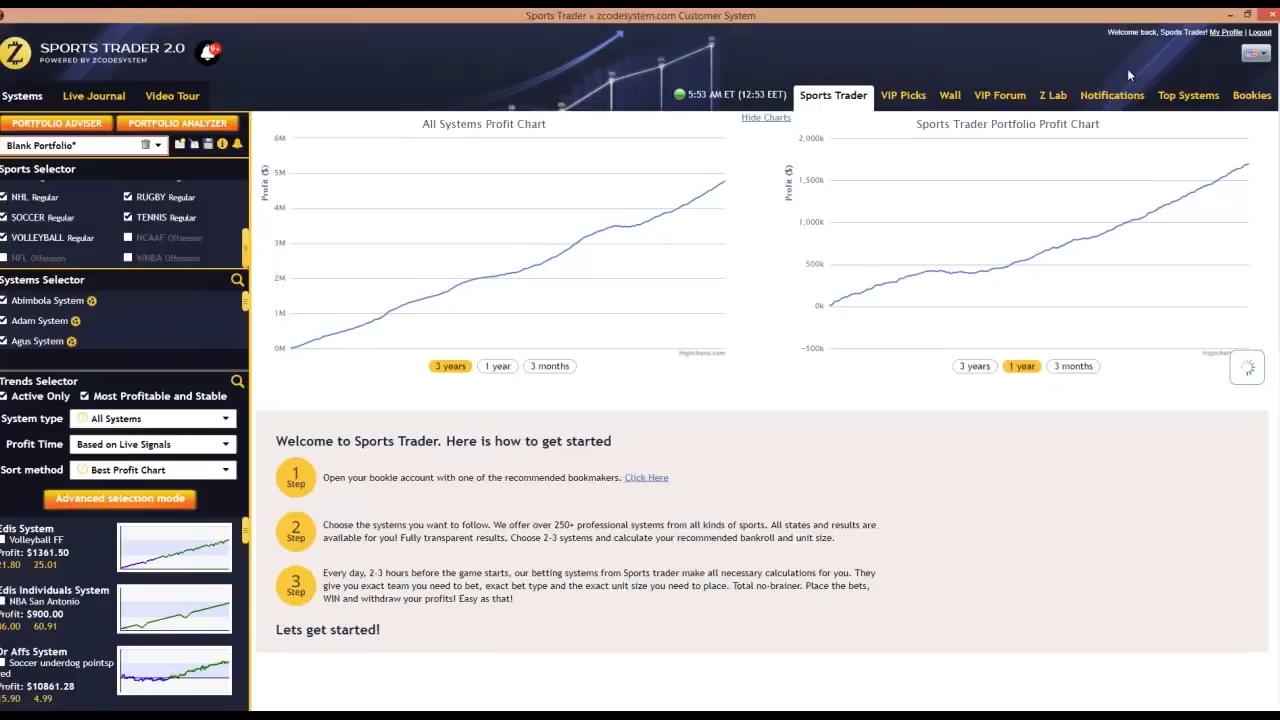 Sports Trader « zcodesystem.com Customer System
Welcome back, Sports Trader! My Profile | Logout
SPORTS TRADER 2.0
POWERED BY ZCODESYSTEM
9+
Systems Live Journal Video Tour
5:53 AM ET (12:53 EET)
Sports Trader VIP Picks Wall VIP Forum Z Lab Notifications Top Systems Bookies
PORTFOLIO ADVISER PORTFOLIO ANALYZER
Blank Portfolio*
Sports Selector
NHL Regular RUGBY Regular
SOCCER Regular TENNIS Regular
VOLLEYBALL Regular NCAAF Offseason
NFL Offseason WNBA Offseason
Systems Selector
Abimbola System
Adam System
Agus System
Trends Selector
Active Only Most Profitable and Stable
System type All Systems
Profit Time Based on Live Signals
Sort method Best Profit Chart
Advanced selection mode
Edis System
Volleyball FF
Profit: $1361.50
21.80 25.01
Edis Individuals System
NBA San Antonio
Profit: $900.00
60.91
Dr Affs System
Soccer underdog pointsp
red
Profit: $10861.28
15.90 4.99
All Systems Profit Chart
Hide Charts
Profit ($)
6M
5M
4M
3M
2M
1M
0M
Highcharts.com
3 years 1 year 3 months
Sports Trader Portfolio Profit Chart
Profit ($)
2,000k
1,500k
1,000k
500k
0k
-500k
Highchart
3 years 1 year 3 months
Welcome to Sports Trader. Here is how to get started
1
Step
Open your bookie account with one of the recommended bookmakers. Click Here
2
Step
Choose the systems you want to follow. We offer over 250+ professional systems from all kinds of sports. All states and results are
available for you! Fully transparent results. Choose 2-3 systems and calculate your recommended bankroll and unit size.
3
Step
Every day, 2-3 hours before the game starts, our betting systems from Sports trader make all necessary calculations for you. They
give you exact team you need to bet, exact bet type and the exact unit size you need to place. Total no-brainer. Place the bets,
WIN and withdraw your profits! Easy as that!
Lets get started!